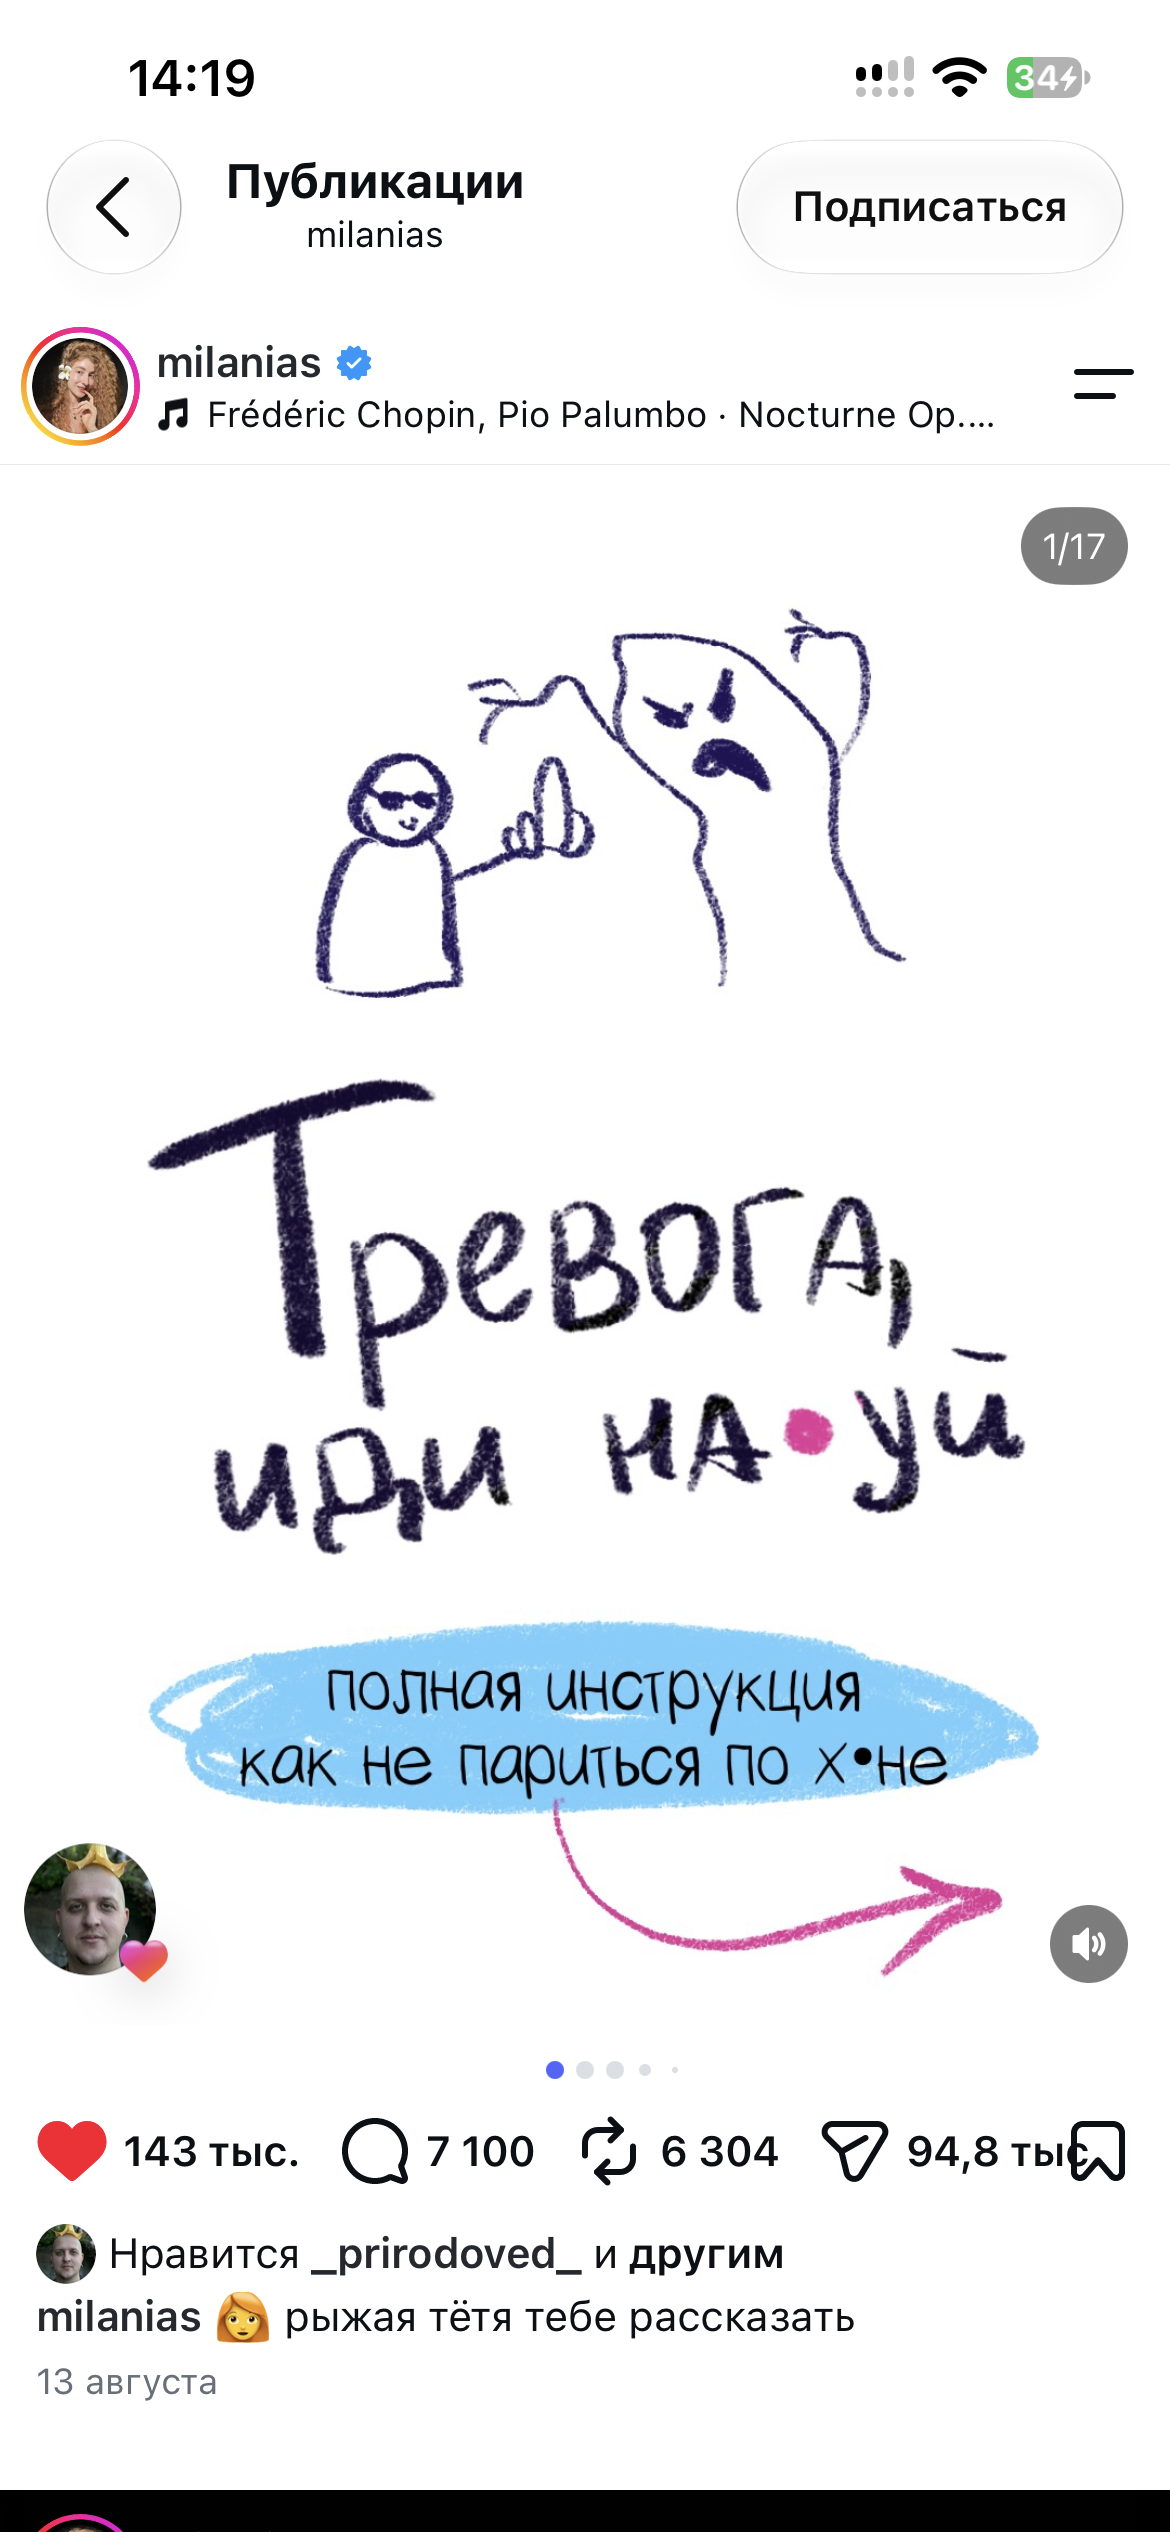 14:19
34
Публикации
milanias
Подписаться
milanias
Frédéric Chopin, Pio Palumbo · Nocturne Op....
1/17
Тревога,
иди на•уй
полная инструкция
как не париться по х•не
143 тыс.
7 100
6 304
94,8 тыс
Нравится _prirodoved_ и другим
milanias 👩‍🦰 рыжая тётя тебе рассказать
13 августа